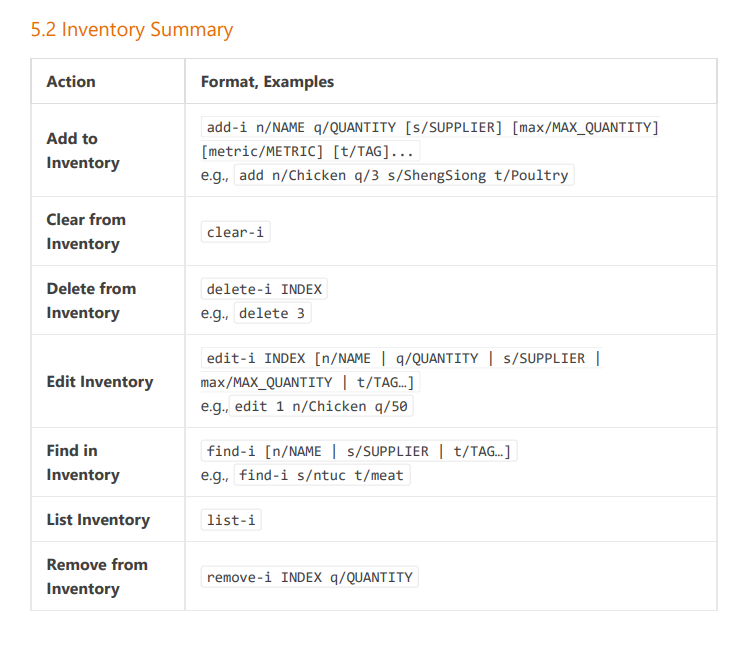 5.2 Inventory Summary
Action
Format, Examples
Add to
Inventory
add-i n/NAME q/QUANTITY [s/SUPPLIER] [max/MAX_QUANTITY]
[metric/METRIC] [t/TAG]...
e.g., add n/Chicken q/3 s/ShengSiong t/Poultry
Clear from
Inventory
clear-i
Delete from
Inventory
delete-i INDEX
e.g., delete 3
Edit Inventory
edit-i INDEX [n/NAME | q/QUANTITY | s/SUPPLIER |
max/MAX_QUANTITY | t/TAG…]
e.g., edit 1 n/Chicken q/50
Find in
Inventory
find-i [n/NAME | s/SUPPLIER | t/TAG…]
e.g., find-i s/ntuc t/meat
List Inventory
list-i
Remove from
Inventory
remove-i INDEX q/QUANTITY